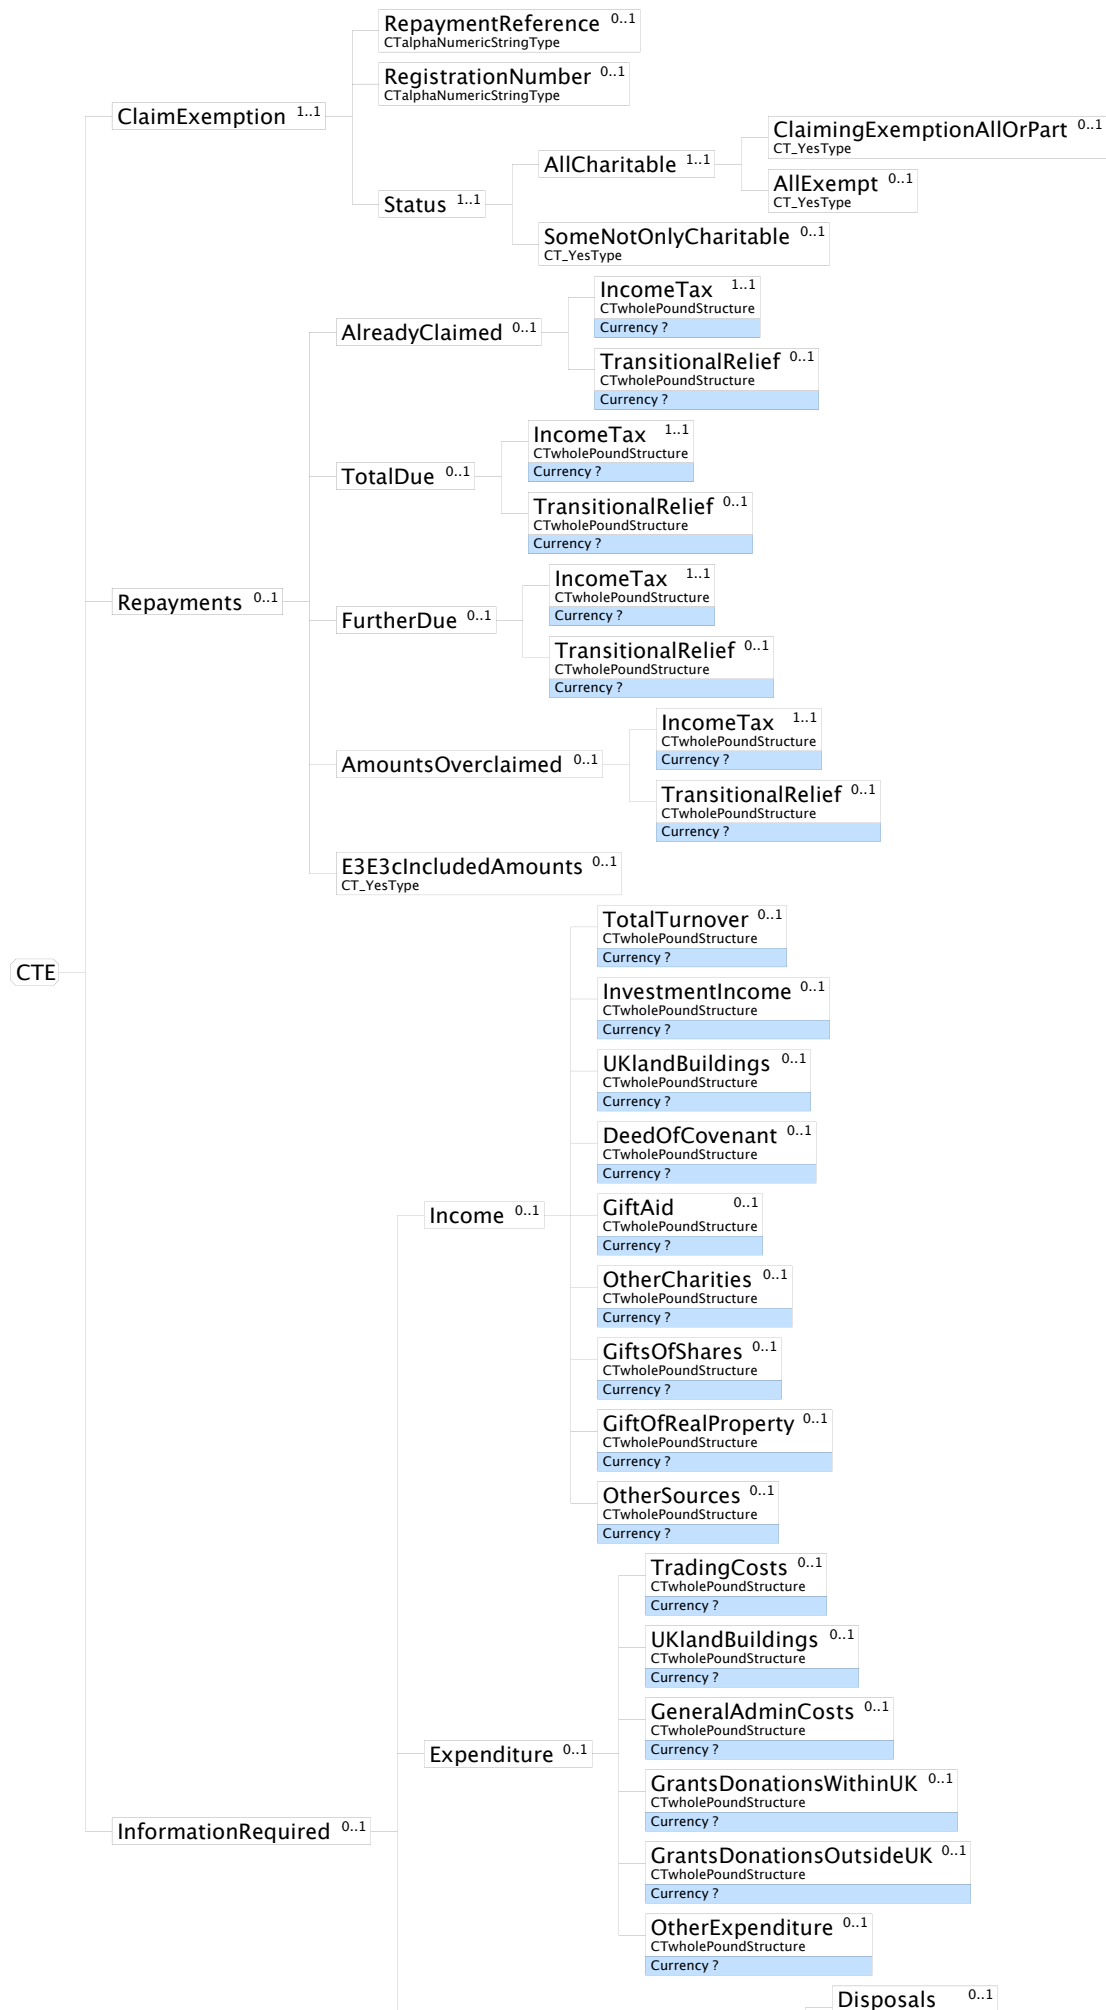 RepaymentReference 0..1
CTalphaNumericStringType
RegistrationNumber 0..1
CTalphaNumericStringType
ClaimExemption 1..1
ClaimingExemptionAllOrPart 0..1
CT_YesType
AllCharitable 1..1
AllExempt 0..1
CT_YesType
Status 1..1
SomeNotOnlyCharitable 0..1
CT_YesType
IncomeTax 1..1
CTwholePoundStructure
Currency ?
AlreadyClaimed 0..1
TransitionalRelief 0..1
CTwholePoundStructure
Currency ?
IncomeTax 1..1
CTwholePoundStructure
Currency ?
TotalDue 0..1
TransitionalRelief 0..1
CTwholePoundStructure
Currency ?
IncomeTax 1..1
CTwholePoundStructure
Currency ?
Repayments 0..1
FurtherDue 0..1
TransitionalRelief 0..1
CTwholePoundStructure
Currency ?
IncomeTax 1..1
CTwholePoundStructure
Currency ?
AmountsOverclaimed 0..1
TransitionalRelief 0..1
CTwholePoundStructure
Currency ?
E3E3cIncludedAmounts 0..1
CT_YesType
TotalTurnover 0..1
CTwholePoundStructure
Currency ?
CTE
InvestmentIncome 0..1
CTwholePoundStructure
Currency ?
UKlandBuildings 0..1
CTwholePoundStructure
Currency ?
DeedOfCovenant 0..1
CTwholePoundStructure
Currency ?
Income 0..1
GiftAid 0..1
CTwholePoundStructure
Currency ?
OtherCharities 0..1
CTwholePoundStructure
Currency ?
GiftsOfShares 0..1
CTwholePoundStructure
Currency ?
GiftOfRealProperty 0..1
CTwholePoundStructure
Currency ?
OtherSources 0..1
CTwholePoundStructure
Currency ?
TradingCosts 0..1
CTwholePoundStructure
Currency ?
UKlandBuildings 0..1
CTwholePoundStructure
Currency ?
GeneralAdminCosts 0..1
CTwholePoundStructure
Currency ?
Expenditure 0..1
GrantsDonationsWithinUK 0..1
CTwholePoundStructure
Currency ?
InformationRequired 0..1
GrantsDonationsOutsideUK 0..1
CTwholePoundStructure
Currency ?
OtherExpenditure 0..1
CTwholePoundStructure
Currency ?
Disposals 0..1